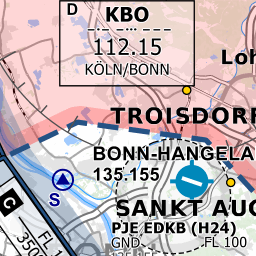 D
KBO
112.15
KÖLN/BONN
Loh
TROISDORF
BONN-HANGELA
135.155
S
SANKT AUG
C
PJE EDKB (H24)
GND
FL 100
FL 1
350